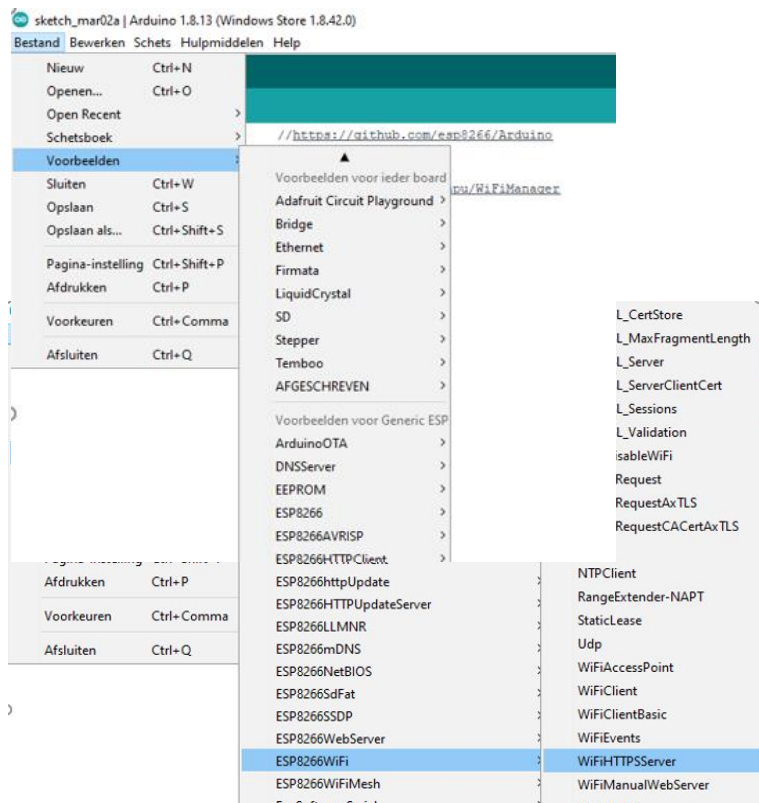 sketch_mar02a | Arduino 1.8.13 (Windows Store 1.8.42.0)
Bestand Bewerken Schets Hulpmiddelen Help
Nieuw Ctrl+N
Openen... Ctrl+O
Open Recent
Schetsboek
Voorbeelden
Sluiten Ctrl+W
Opslaan Ctrl+S
Opslaan als... Ctrl+Shift+S
Pagina-instelling Ctrl+Shift+P
Afdrukken Ctrl+P
Voorkeuren Ctrl+Comma
Afsluiten Ctrl+Q
//https://github.com/esp8266/Arduino
pu/WiFiManager
Voorbeelden voor ieder board
Adafruit Circuit Playground
Bridge
Ethernet
Firmata
LiquidCrystal
SD
Stepper
Temboo
AFGESCHREVEN
Voorbeelden voor Generic ESP
ArduinoOTA
DNSServer
EEPROM
ESP8266
ESP8266AVRISP
ESP8266HTTPClient
ESP8266httpUpdate
ESP8266HTTPUpdateServer
ESP8266LLMNR
ESP8266mDNS
ESP8266NetBIOS
ESP8266SdFat
ESP8266SSDP
ESP8266WebServer
ESP8266WiFi
ESP8266WiFiMesh
Afdrukken Ctrl+P
Voorkeuren Ctrl+Comma
Afsluiten Ctrl+Q
L_CertStore
L_MaxFragmentLength
L_Server
L_ServerClientCert
L_Sessions
L_Validation
isableWiFi
Request
RequestAxTLS
RequestCACertAxTLS
NTPClient
RangeExtender-NAPT
StaticLease
Udp
WiFiAccessPoint
WiFiClient
WiFiClientBasic
WiFiEvents
WiFiHTTPSServer
WiFiManualWebServer